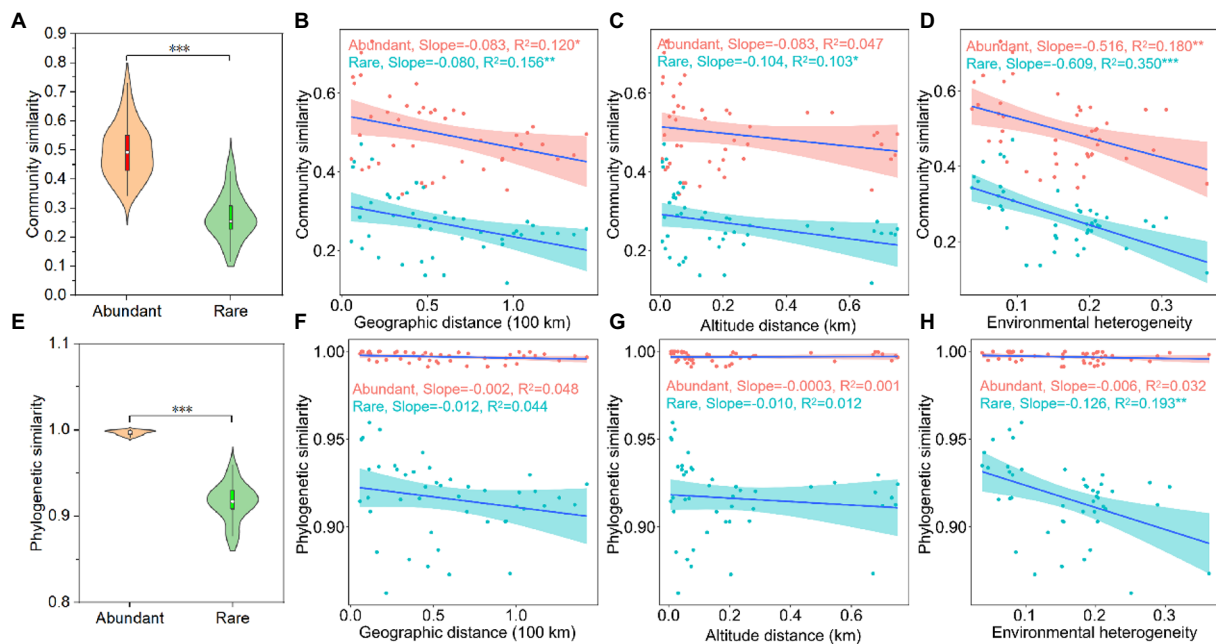 A
0.9
0.8
0.7
0.6
0.5
0.4
0.3
0.2
0.1
0.0
Community similarity
***
Abundant
Rare
B
Abundant, Slope=-0.083, R²=0.120*
Rare, Slope=-0.080, R²=0.156**
0.6
0.4
0.2
Community similarity
0.0
0.5
1.0
Geographic distance (100 km)
C
Abundant, Slope=-0.083, R²=0.047
Rare, Slope=-0.104, R²=0.103*
0.6
0.4
0.2
Community similarity
0.0
0.2
0.4
0.6
Altitude distance (km)
D
Abundant, Slope=-0.516, R²=0.180**
Rare, Slope=-0.609, R²=0.350***
0.6
0.4
0.2
Community similarity
0.1
0.2
0.3
Environmental heterogeneity
E
1.1
1.0
0.9
0.8
Phylogenetic similarity
***
Abundant
Rare
F
1.00
0.95
0.90
Phylogenetic similarity
Abundant, Slope=-0.002, R²=0.048
Rare, Slope=-0.012, R²=0.044
0.0
0.5
1.0
Geographic distance (100 km)
G
1.00
0.95
0.90
Phylogenetic similarity
Abundant, Slope=-0.0003, R²=0.001
Rare, Slope=-0.010, R²=0.012
0.0
0.2
0.4
0.6
Altitude distance (km)
H
1.00
0.95
0.90
Phylogenetic similarity
Abundant, Slope=-0.006, R²=0.032
Rare, Slope=-0.126, R²=0.193**
0.1
0.2
0.3
Environmental heterogeneity